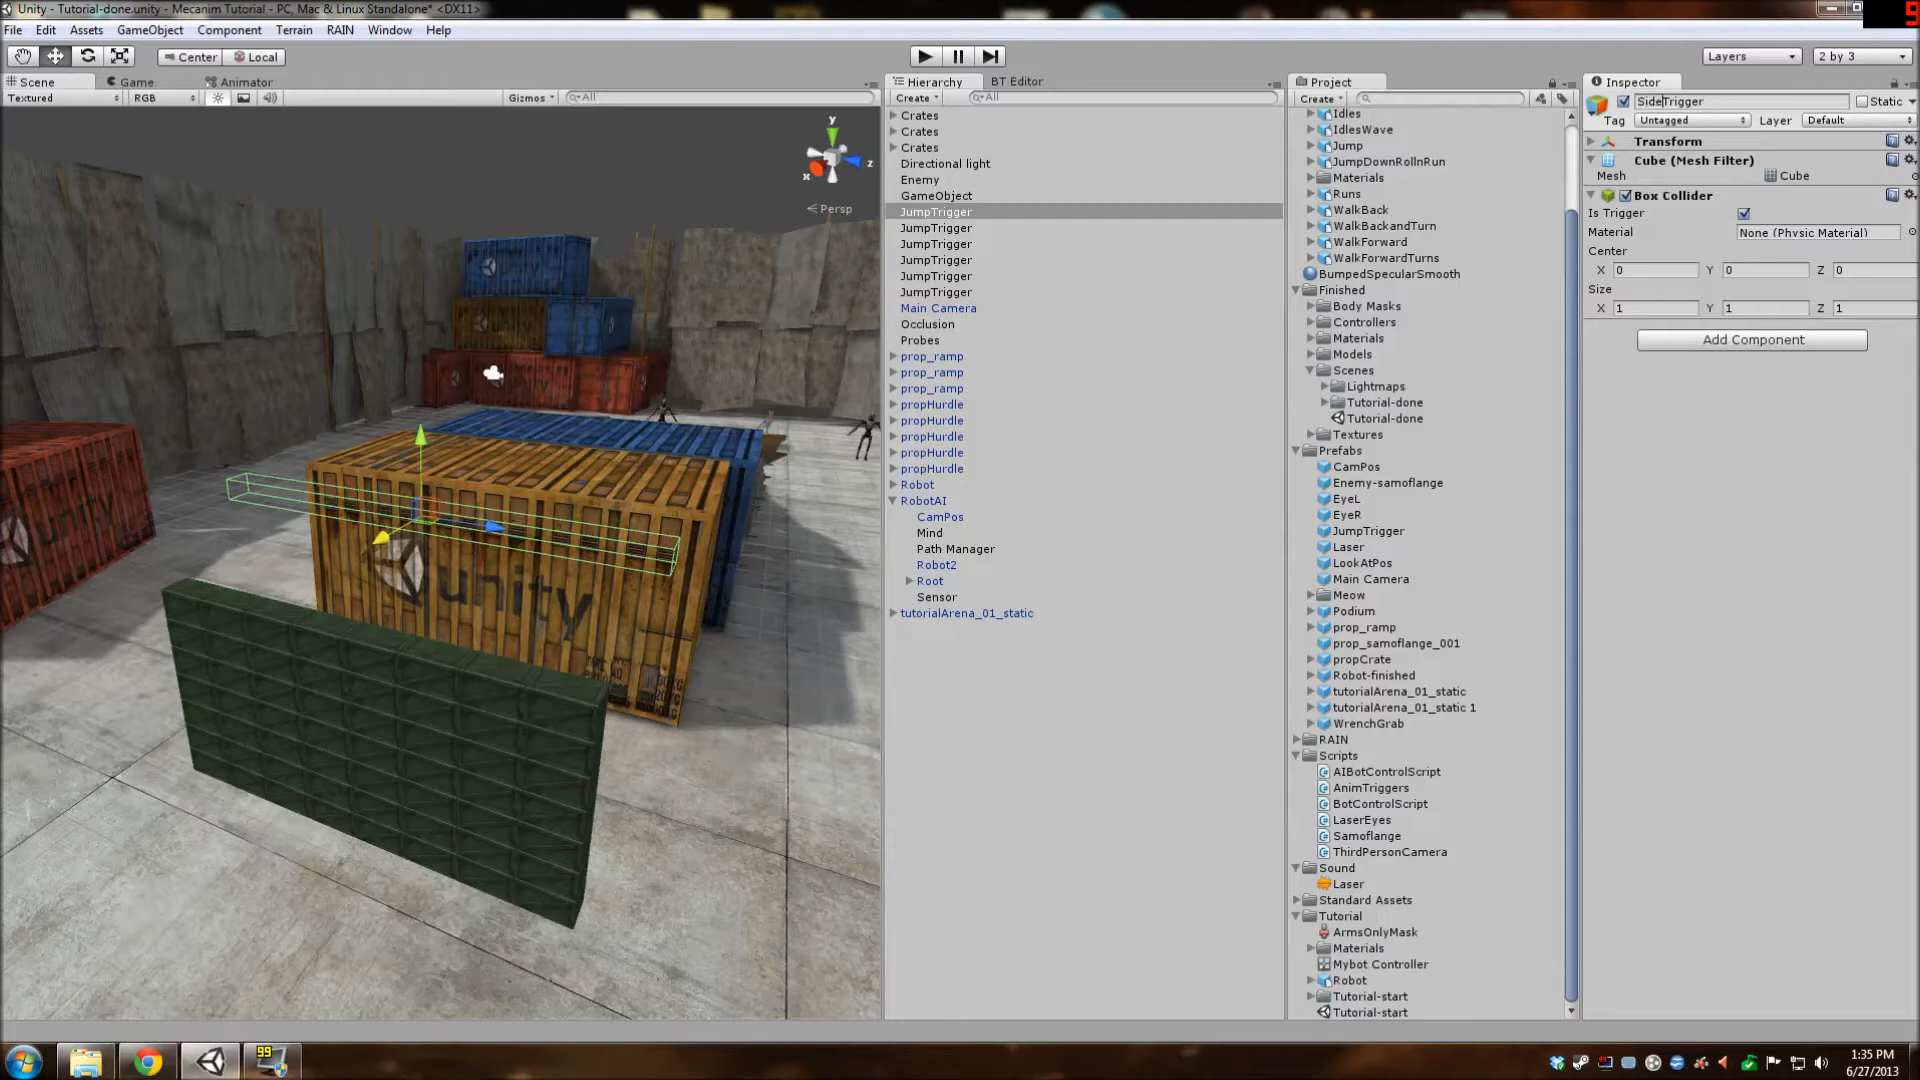 Unity - Tutorial-done.unity - Mecanim Tutorial - PC, Mac & Linux Standalone* <DX11>
File Edit Assets GameObject Component Terrain RAIN Window Help
Center Local
Layers 2 by 3
Scene Game Animator
Textured RGB Gizmos All
Hierarchy BT Editor
Create All
Crates
Crates
Crates
Directional light
Enemy
GameObject
JumpTrigger
JumpTrigger
JumpTrigger
JumpTrigger
JumpTrigger
JumpTrigger
Main Camera
Occlusion
Probes
prop_ramp
prop_ramp
prop_ramp
propHurdle
propHurdle
propHurdle
propHurdle
propHurdle
Robot
RobotAI
CamPos
Mind
Path Manager
Robot2
Root
Sensor
tutorialArena_01_static
Project
Create
Idles
IdlesWave
Jump
JumpDownRollnRun
Materials
Runs
WalkBack
WalkBackandTurn
WalkForward
WalkForwardTurns
BumpedSpecularSmooth
Finished
Body Masks
Controllers
Materials
Models
Scenes
Lightmaps
Tutorial-done
Tutorial-done
Textures
Prefabs
CamPos
Enemy-samoflange
EyeL
EyeR
JumpTrigger
Laser
LookAtPos
Main Camera
Meow
Podium
prop_ramp
prop_samoflange_001
propCrate
Robot-finished
tutorialArena_01_static
tutorialArena_01_static 1
WrenchGrab
RAIN
Scripts
AIBotControlScript
AnimTriggers
BotControlScript
LaserEyes
Samoflange
ThirdPersonCamera
Sound
Laser
Standard Assets
Tutorial
ArmsOnlyMask
Materials
Mybot Controller
Robot
Tutorial-start
Tutorial-start
Inspector
SideTrigger Static
Tag Untagged Layer Default
Transform
Cube (Mesh Filter)
Mesh Cube
Box Collider
Is Trigger
Material None (Physic Material)
Center
X 0 Y 0 Z 0
Size
X 1 Y 1 Z 1
Add Component
y
z
x
Persp
unity
unity
99
1:35 PM
6/27/2013